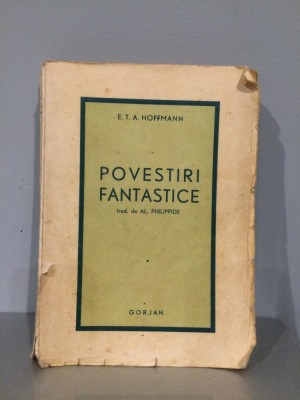 E. T. A. HOFFMANN
POVESTIRI
FANTASTICE
trad. de AL. PHILIPPIDE
GORJAN